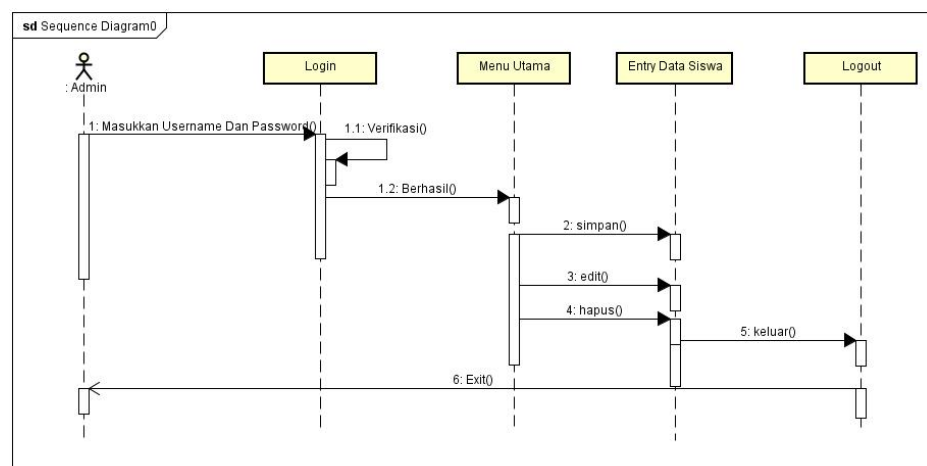 sd Sequence Diagram0
: Admin
Login
Menu Utama
Entry Data Siswa
Logout
1: Masukkan Username Dan Password()
1.1: Verifikasi()
1.2: Berhasil()
2: simpan()
3: edit()
4: hapus()
5: keluar()
6: Exit()